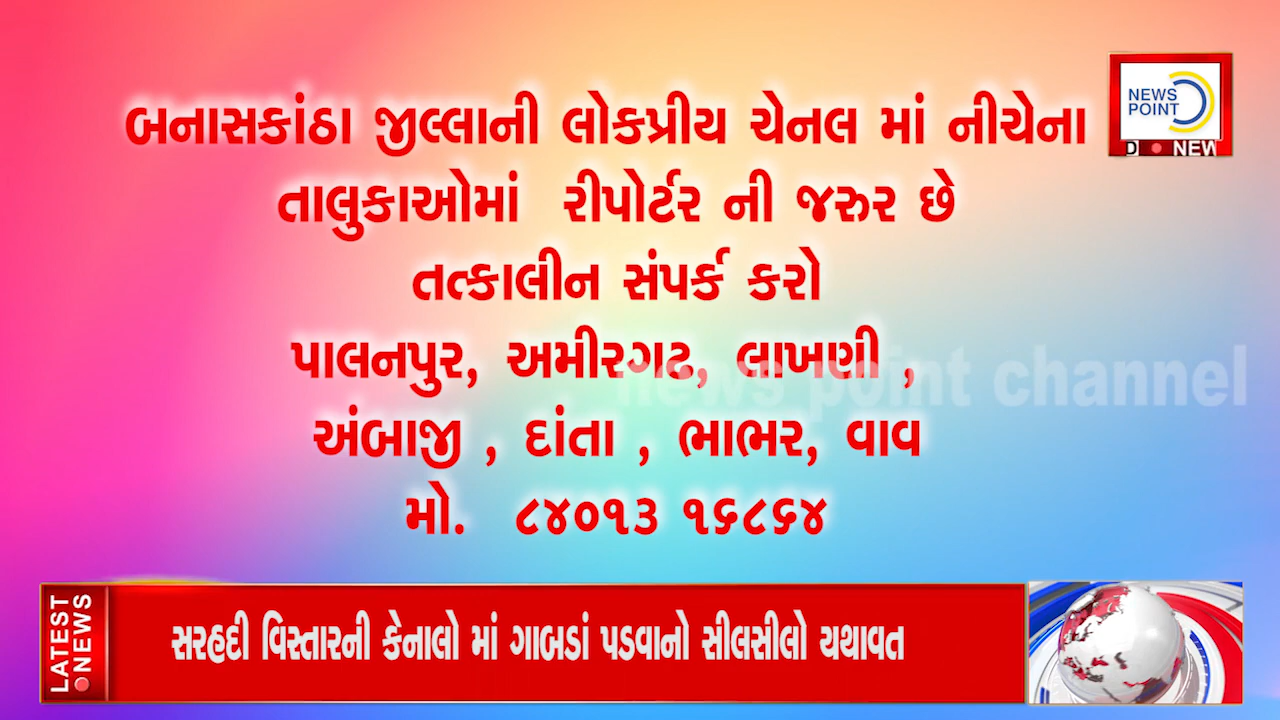 બનાસકાંઠા જીલ્લાની લોકપ્રીય ચેનલ માં નીચેના
તાલુકાઓમાં રીપોર્ટર ની જરુર છે
તત્કાલીન સંપર્ક કરો
પાલનપુર, અમીરગઢ, લાખણી ,
અંબાજી , દાંતા , ભાભર, વાવ
મો. ૮૪૦૧૩ ૧૬૮૬૪
NEWS
POINT
D NEW
news point channel
LATEST
NEWS
સરહદી વિસ્તારની કેનાલો માં ગાબડાં પડવાનો સીલસીલો યથાવત